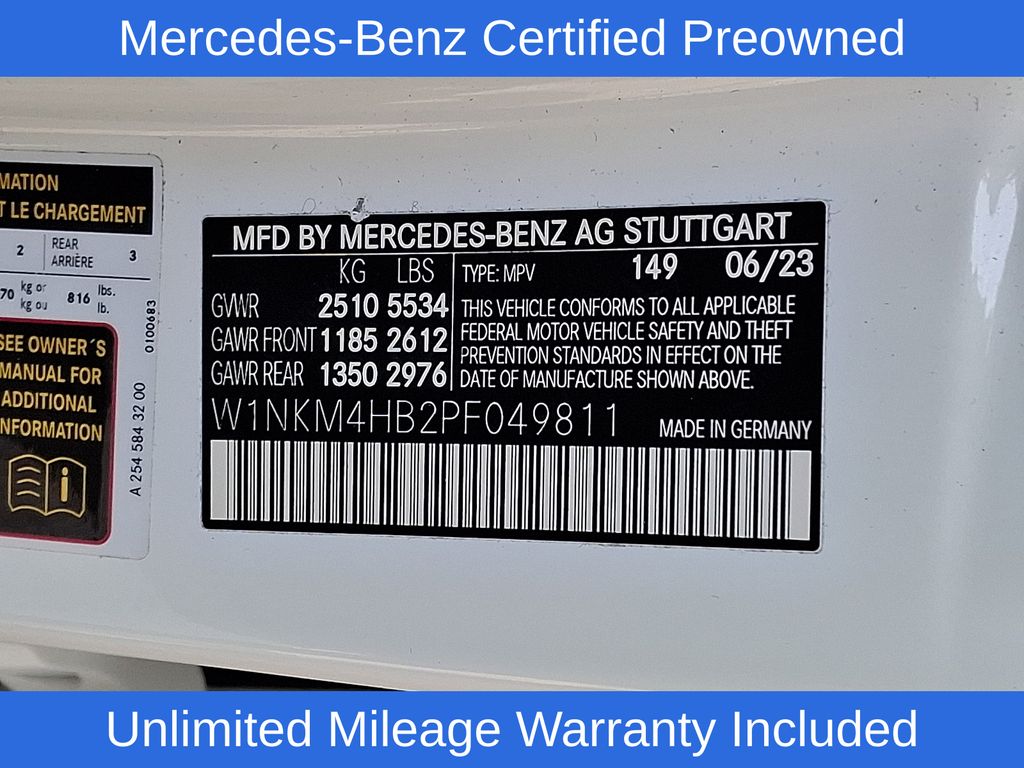 Mercedes-Benz Certified Preowned
MATION
T LE CHARGEMENT
2 REAR ARRIÈRE 3
70 kg or kg ou 816 lbs. lb.
SEE OWNER´S
MANUAL FOR
ADDITIONAL
INFORMATION
A 254 584 32 00
0100683
MFD BY MERCEDES-BENZ AG STUTTGART
KG LBS
GVWR 2510 5534
GAWR FRONT 1185 2612
GAWR REAR 1350 2976
TYPE: MPV 149 06/23
THIS VEHICLE CONFORMS TO ALL APPLICABLE
FEDERAL MOTOR VEHICLE SAFETY AND THEFT
PREVENTION STANDARDS IN EFFECT ON THE
DATE OF MANUFACTURE SHOWN ABOVE.
W1NKM4HB2PF049811
MADE IN GERMANY
Unlimited Mileage Warranty Included